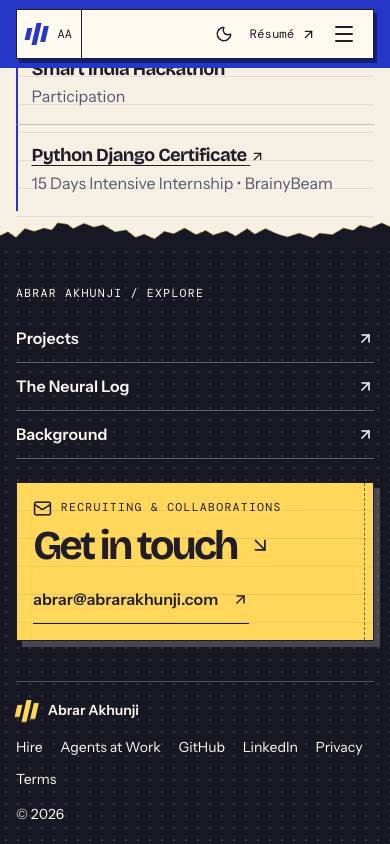 AA
Résumé
Smart India Hackathon
Participation
Python Django Certificate
15 Days Intensive Internship • BrainyBeam
ABRAR AKHUNJI / EXPLORE
Projects
The Neural Log
Background
RECRUITING & COLLABORATIONS
Get in touch
abrar@abrarakhunji.com
Abrar Akhunji
Hire Agents at Work GitHub LinkedIn Privacy
Terms
© 2026